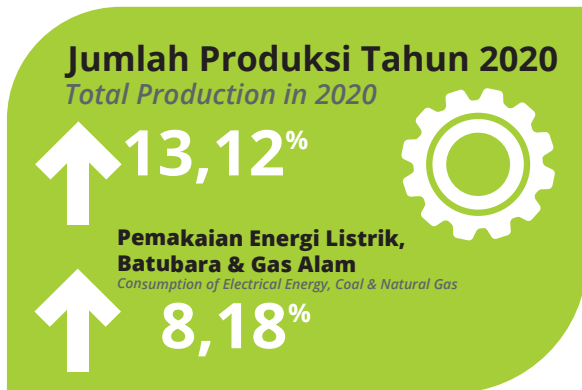 Jumlah Produksi Tahun 2020
Total Production in 2020
13,12%
Pemakaian Energi Listrik,
Batubara & Gas Alam
Consumption of Electrical Energy, Coal & Natural Gas
8,18%